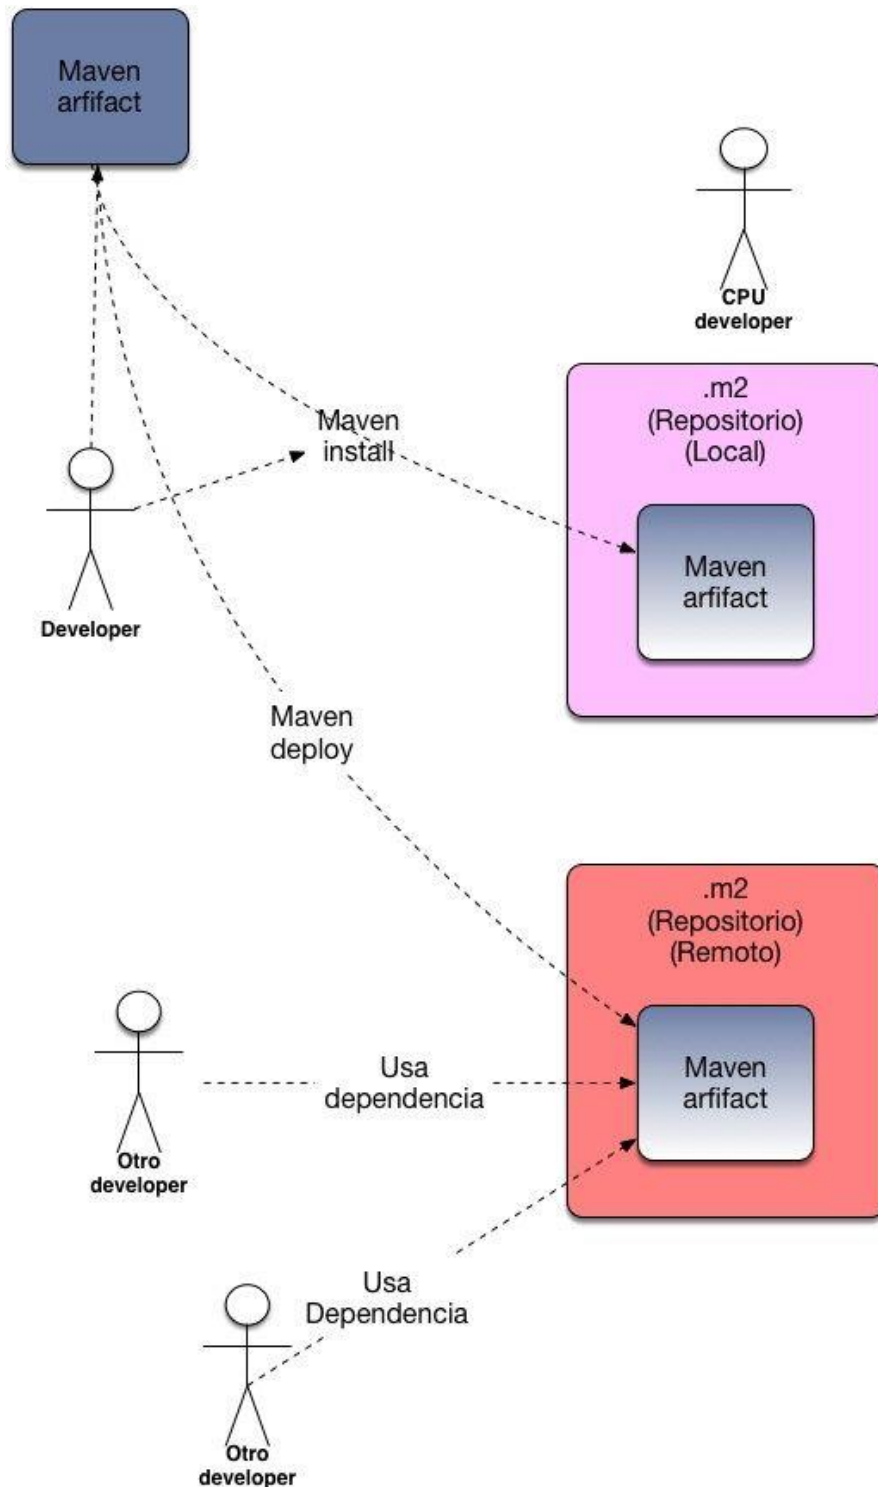 Maven
arfifact
CPU
developer
.m2
(Repositorio)
(Local)
Maven
install
Maven
arfifact
Developer
Maven
deploy
.m2
(Repositorio)
(Remoto)
Maven
arfifact
Usa
dependencia
Otro
developer
Usa
Dependencia
Otro
developer